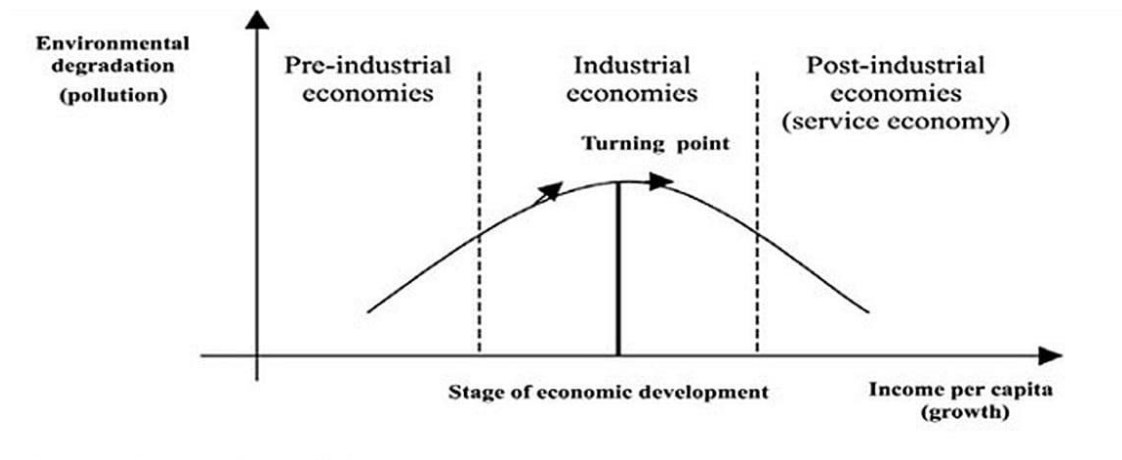 Environmental
degradation
(pollution)
Pre-industrial
economies
Industrial
economies
Post-industrial
economies
(service economy)
Turning point
Stage of economic development
Income per capita
(growth)